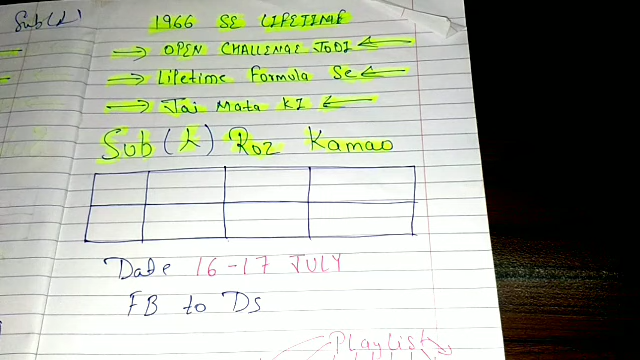 Sub(L)
1966 SE LIFETIME
OPEN CHALLENGE JODI
Lifetime Formula Se
Jai Mata KI
Sub (L) Roz Kamao
Date 16-17 JULY
FB to DS
PLAYLIST